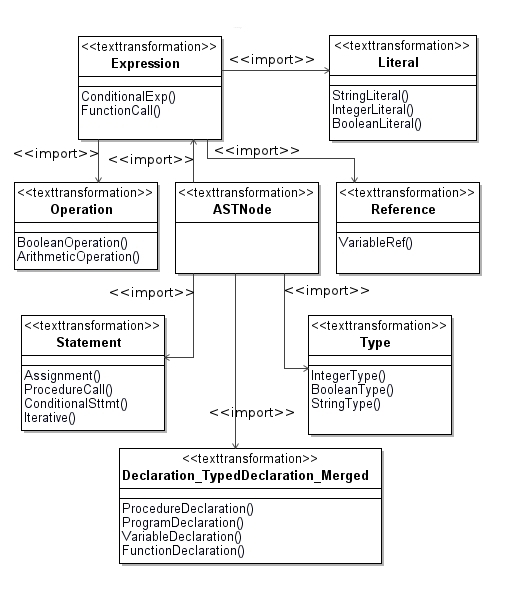 <<texttransformation>>
Expression
ConditionalExp()
FunctionCall()
<<import>>
<<texttransformation>>
Literal
StringLiteral()
IntegerLiteral()
BooleanLiteral()
<<import>>
<<import>>
<<import>>
<<texttransformation>>
Operation
BooleanOperation()
ArithmeticOperation()
<<texttransformation>>
ASTNode
<<texttransformation>>
Reference
VariableRef()
<<import>>
<<import>>
<<texttransformation>>
Statement
Assignment()
ProcedureCall()
ConditionalSttmt()
Iterative()
<<texttransformation>>
Type
IntegerType()
BooleanType()
StringType()
<<import>>
<<texttransformation>>
Declaration_TypedDeclaration_Merged
ProcedureDeclaration()
ProgramDeclaration()
VariableDeclaration()
FunctionDeclaration()